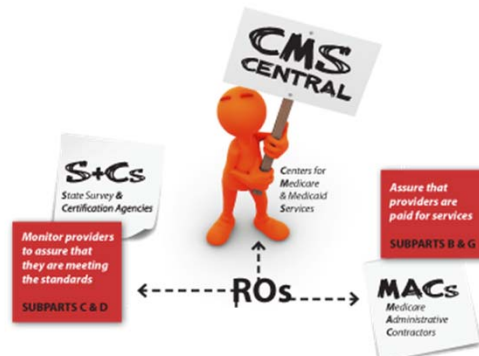 CMS
CENTRAL
Centers for
Medicare
& Medicaid
Services
S+Cs
State Survey &
Certification Agencies
Monitor providers
to assure that
they are meeting
the standards
SUBPARTS C & D
ROs
Assure that
providers are
paid for services
SUBPARTS B & G
MACs
Medicare
Administrative
Contractors